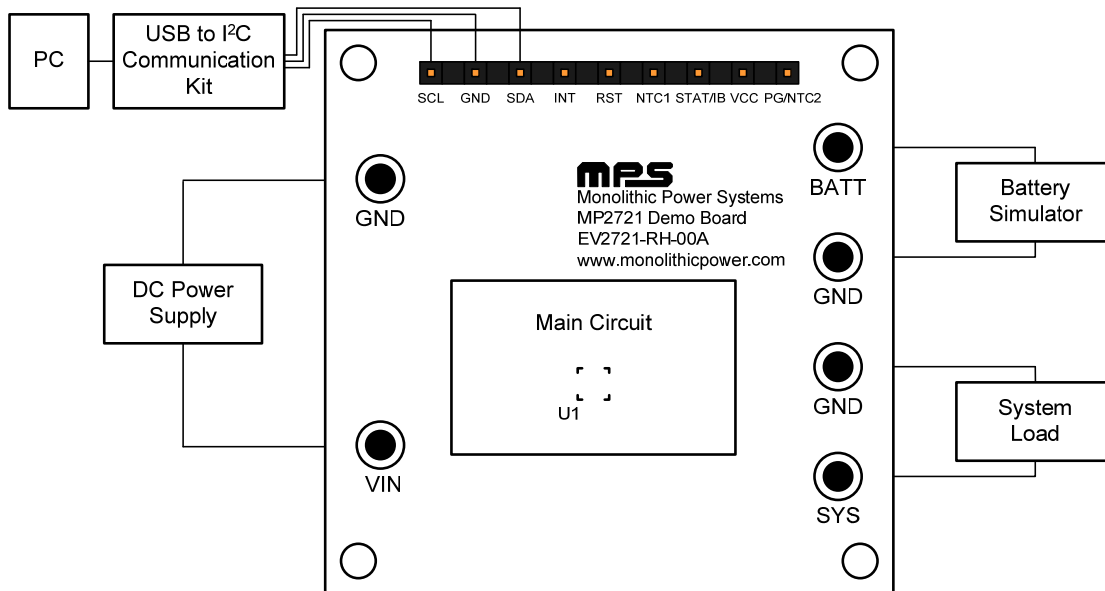 PC
USB to I²C
Communication
Kit
SCL GND SDA INT RST NTC1 STAT/IB VCC PG/NTC2
GND
MPS
Monolithic Power Systems
MP2721 Demo Board
EV2721-RH-00A
www.monolithicpower.com
BATT
Battery
Simulator
GND
DC Power
Supply
Main Circuit
U1
GND
System
Load
VIN
SYS